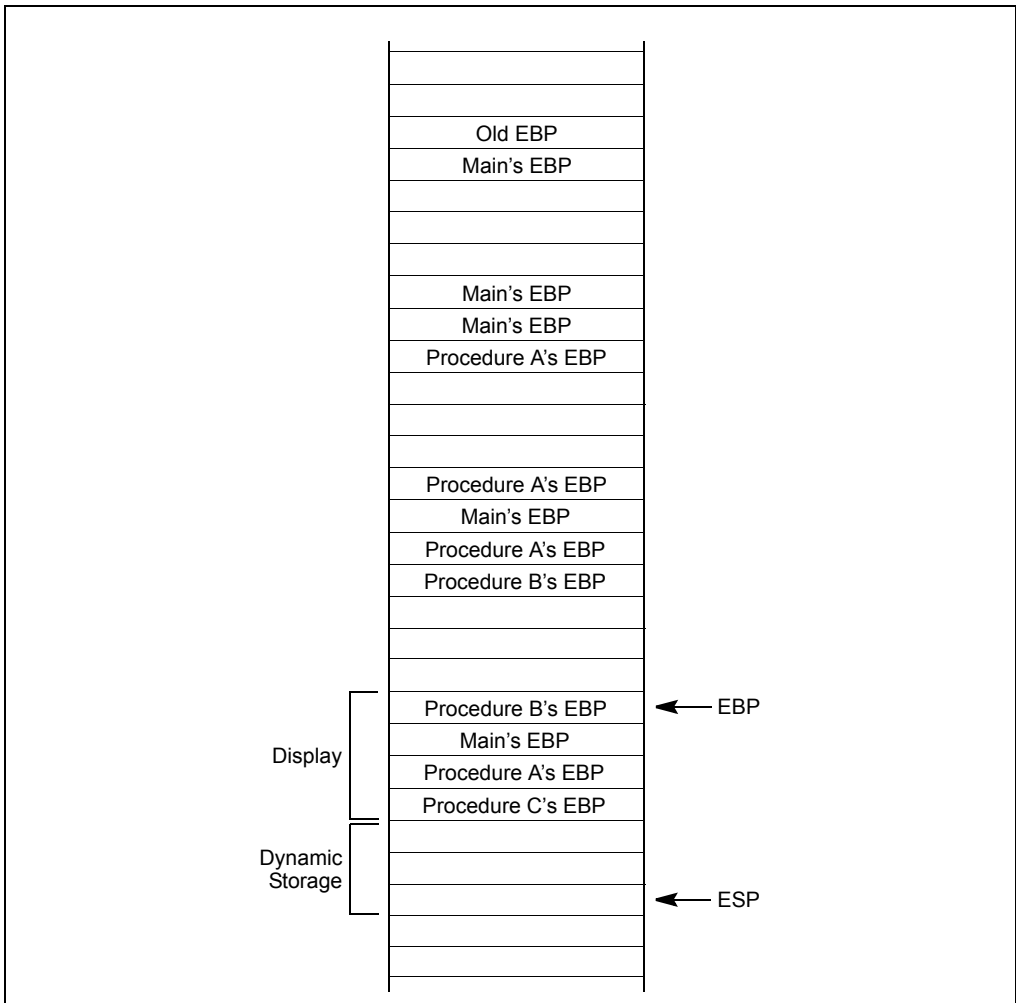 Old EBP
Main’s EBP
Main’s EBP
Main’s EBP
Procedure A’s EBP
Procedure A’s EBP
Main’s EBP
Procedure A’s EBP
Procedure B’s EBP
Procedure B’s EBP
EBP
Main’s EBP
Display
Procedure A’s EBP
Procedure C’s EBP
Dynamic
Storage
ESP